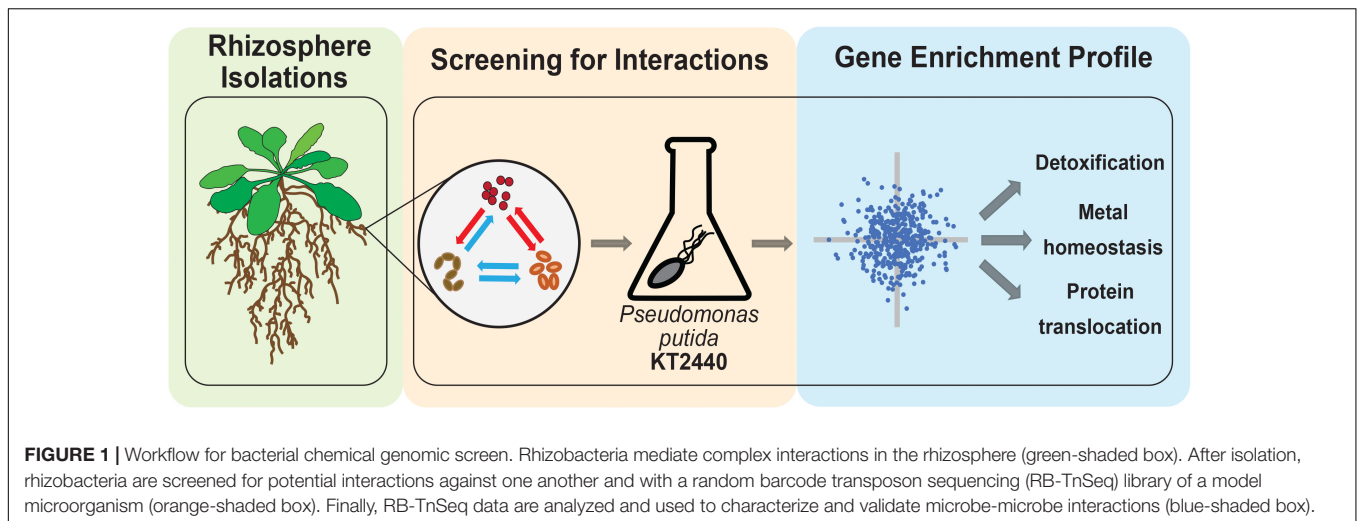 Rhizosphere
Isolations
Screening for Interactions
Gene Enrichment Profile
Pseudomonas
putida
KT2440
Detoxification
Metal
homeostasis
Protein
translocation
FIGURE 1 | Workflow for bacterial chemical genomic screen. Rhizobacteria mediate complex interactions in the rhizosphere (green-shaded box). After isolation,
rhizobacteria are screened for potential interactions against one another and with a random barcode transposon sequencing (RB-TnSeq) library of a model
microorganism (orange-shaded box). Finally, RB-TnSeq data are analyzed and used to characterize and validate microbe-microbe interactions (blue-shaded box).